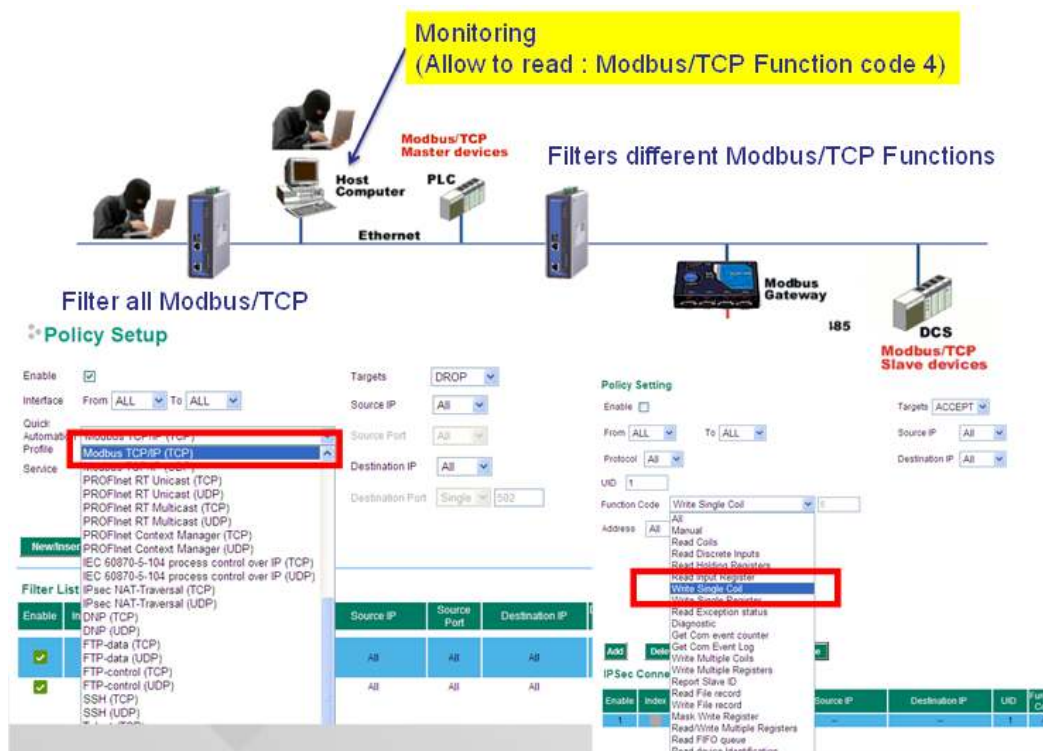 Monitoring
(Allow to read : Modbus/TCP Function code 4)
Modbus/TCP
Master devices
Filters different Modbus/TCP Functions
Host
Computer
PLC
Ethernet
Filter all Modbus/TCP
Modbus
Gateway
485
DCS
Modbus/TCP
Slave devices
Policy Setup
Enable
Interface From ALL To ALL
Quick
Automation
Profile
Modbus TCP/IP (TCP)
Service
Modbus TCP/IP (TCP)
Modbus TCP/IP (UDP)
PROFInet RT Unicast (TCP)
PROFInet RT Unicast (UDP)
PROFInet RT Multicast (TCP)
PROFInet RT Multicast (UDP)
PROFInet Context Manager (TCP)
PROFInet Context Manager (UDP)
IEC 60870-5-104 process control over IP (TCP)
IEC 60870-5-104 process control over IP (UDP)
IPsec NAT-Traversal (TCP)
IPsec NAT-Traversal (UDP)
DNP (TCP)
DNP (UDP)
FTP-data (TCP)
FTP-data (UDP)
FTP-control (TCP)
FTP-control (UDP)
SSH (TCP)
SSH (UDP)
Targets DROP
Source IP All
Source Port All
Destination IP All
Destination Port Single 502
New/Inser
Filter List
Enable In Source IP Source Port Destination IP
All All All
All All All
Policy Setting
Enable
From ALL To ALL
Protocol All
UID 1
Function Code Write Single Coil
Address All
Targets ACCEPT
Source IP All
Destination IP All
All
Manual
Read Coils
Read Discrete Inputs
Read Holding Registers
Read Input Register
Write Single Coil
Write Single Register
Read Exception status
Diagnostic
Get Com event counter
Get Com Event Log
Write Multiple Coils
Write Multiple Registers
Report Slave ID
Read File record
Write File record
Mask Write Register
Read/Write Multiple Registers
Read FIFO queue
Read device Identification
Add Dele
IPSec Conne
Enable Index Source IP Destination IP UID
1 -- -- 1